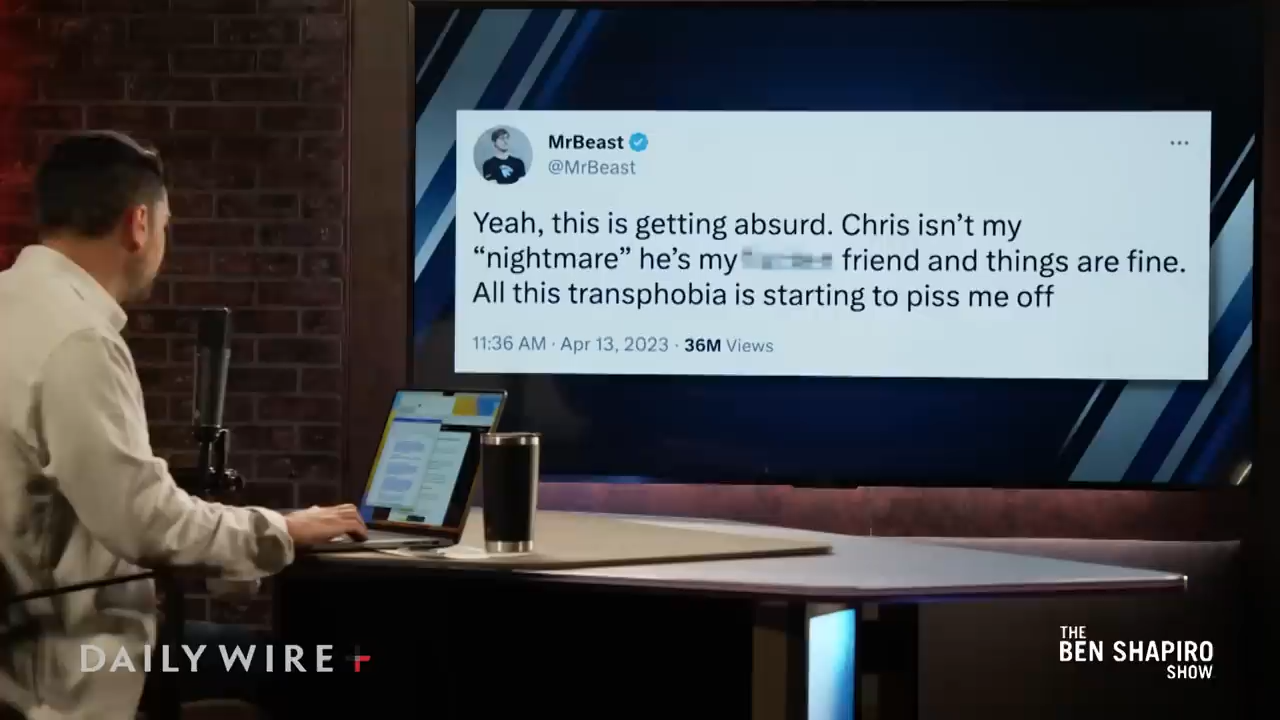 MrBeast
@MrBeast
Yeah, this is getting absurd. Chris isn’t my
“nightmare” he’s my friend and things are fine.
All this transphobia is starting to piss me off
11:36 AM · Apr 13, 2023 · 36M Views
DAILYWIRE+
THE
BEN SHAPIRO
SHOW